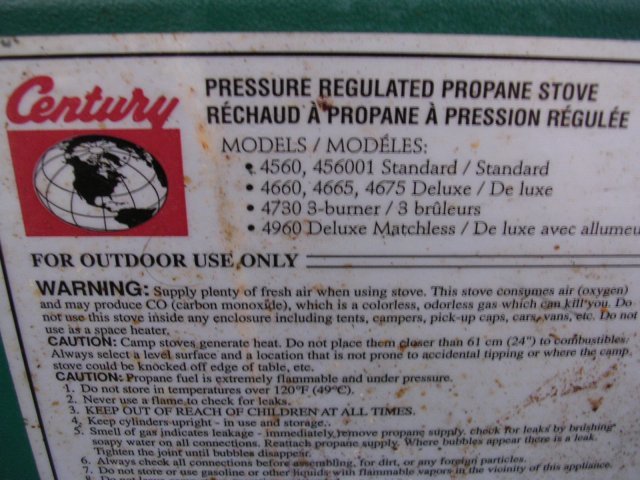 Century
PRESSURE REGULATED PROPANE STOVE
RÉCHAUD À PROPANE À PRESSION RÉGULÉE
MODELS / MODÉLES:
• 4560, 456001 Standard / Standard
• 4660, 4665, 4675 Deluxe / De luxe
• 4730 3-burner / 3 brûleurs
• 4960 Deluxe Matchless / De luxe avec allumeu
FOR OUTDOOR USE ONLY
WARNING: Supply plenty of fresh air when using stove. This stove consumes air (oxygen)
and may produce CO (carbon monoxide), which is a colorless, odorless gas which can kill you. Do
not use this stove inside any enclosure including tents, campers, pick-up caps, cars, vans, etc. Do not
use as a space heater.
CAUTION: Camp stoves generate heat. Do not place them closer than 61 cm (24") to combustibles.
Always select a level surface and a location that is not prone to accidental tipping or where the camp
stove could be knocked off edge of table, etc.
CAUTION: Propane fuel is extremely flammable and under pressure.
1. Do not store in temperatures over 120°F (49°C).
2. Never use a flame to check for leaks.
3. KEEP OUT OF REACH OF CHILDREN AT ALL TIMES.
4. Keep cylinders upright - in use and storage.
5. Smell of gas indicates leakage - immediately remove propane supply, check for leaks by brushing
soapy water on all connections. Reattach propane supply. Where bubbles appear there is a leak.
Tighten the joint until bubbles disappear.
6. Always check all connections before assembling, for dirt, or any foreign particles.
7. Do not store or use gasoline or other liquids with flammable vapors in the vicinity of this appliance.